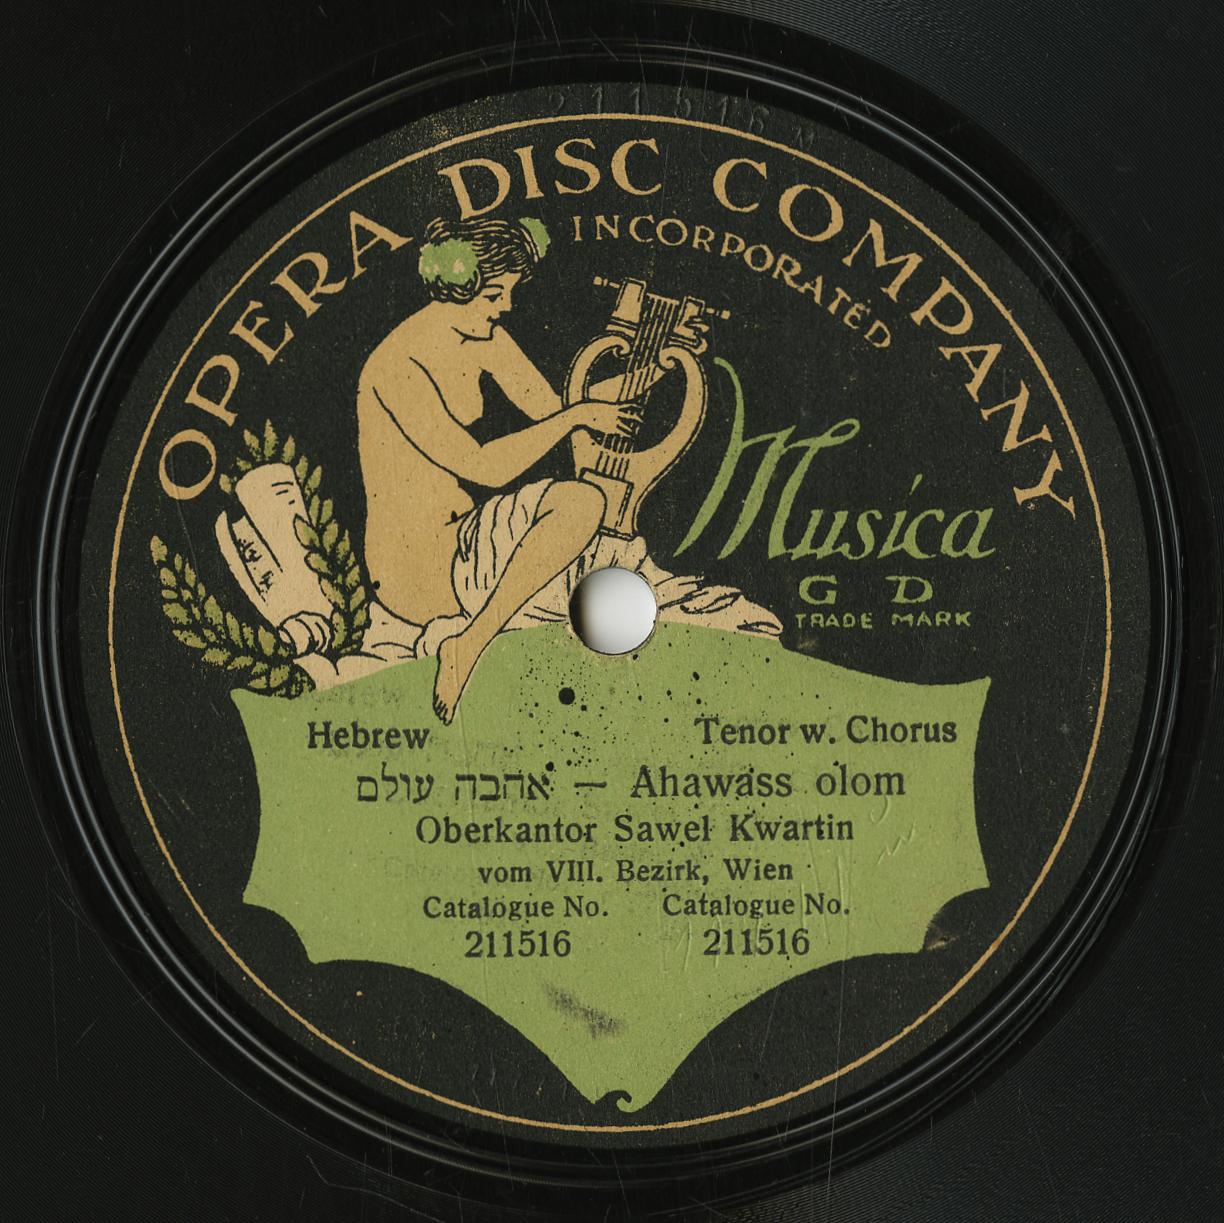 211516
OPERA DISC COMPANY
INCORPORATED
Musica
G D
TRADE MARK
Hebrew Tenor w. Chorus
אהבה עולם — Ahawass olom
Oberkantor Sawel Kwartin
vom VIII. Bezirk, Wien
Catalogue No. Catalogue No.
211516 211516